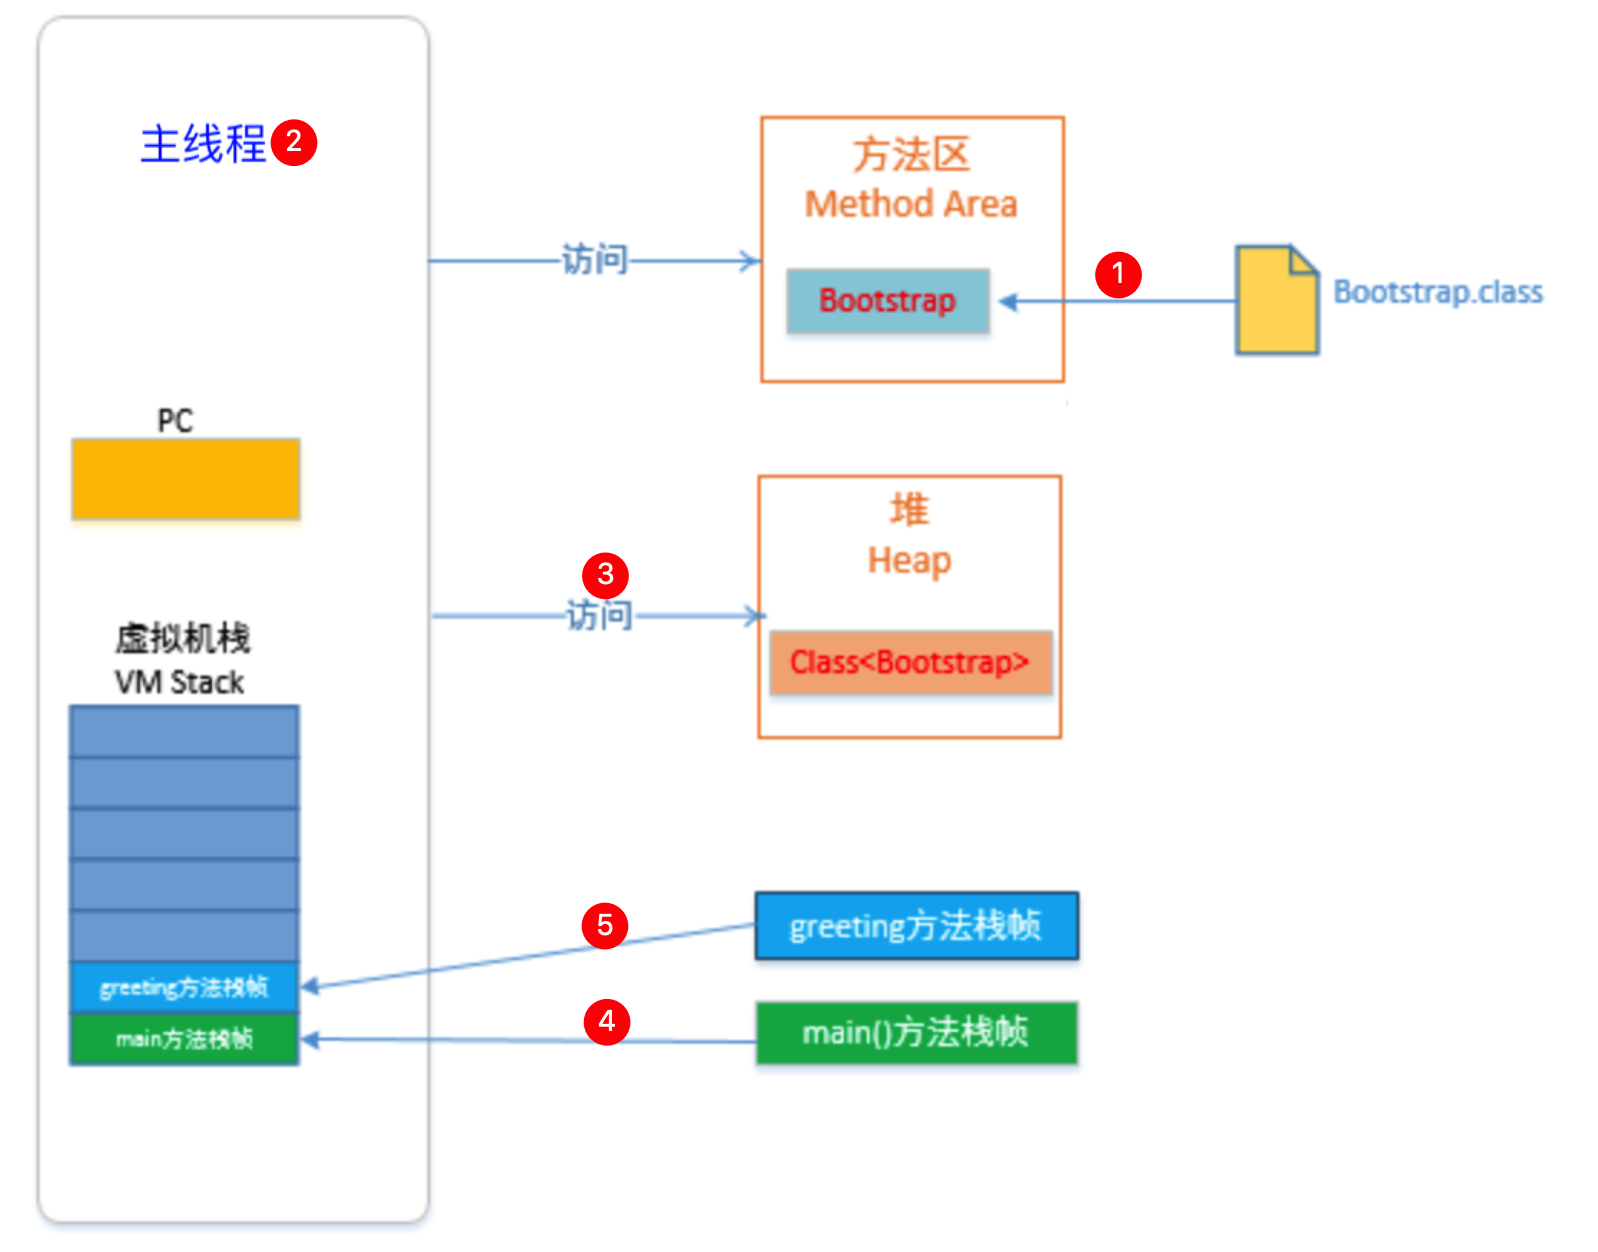 主线程 2
访问
方法区
Method Area
Bootstrap
1
Bootstrap.class
PC
堆
Heap
3
访问
Class<Bootstrap>
虚拟机栈
VM Stack
5
greeting方法栈帧
greeting方法栈帧
4
main()方法栈帧
main方法栈帧